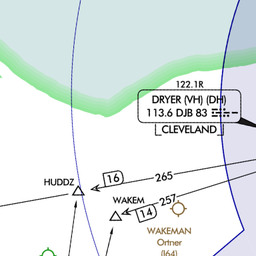 122.1R
DRYER (VH) (DH)
113.6 DJB 83
CLEVELAND
HUDDZ
16
265
WAKEM
14
257
WAKEMAN
Ortner
(I64)